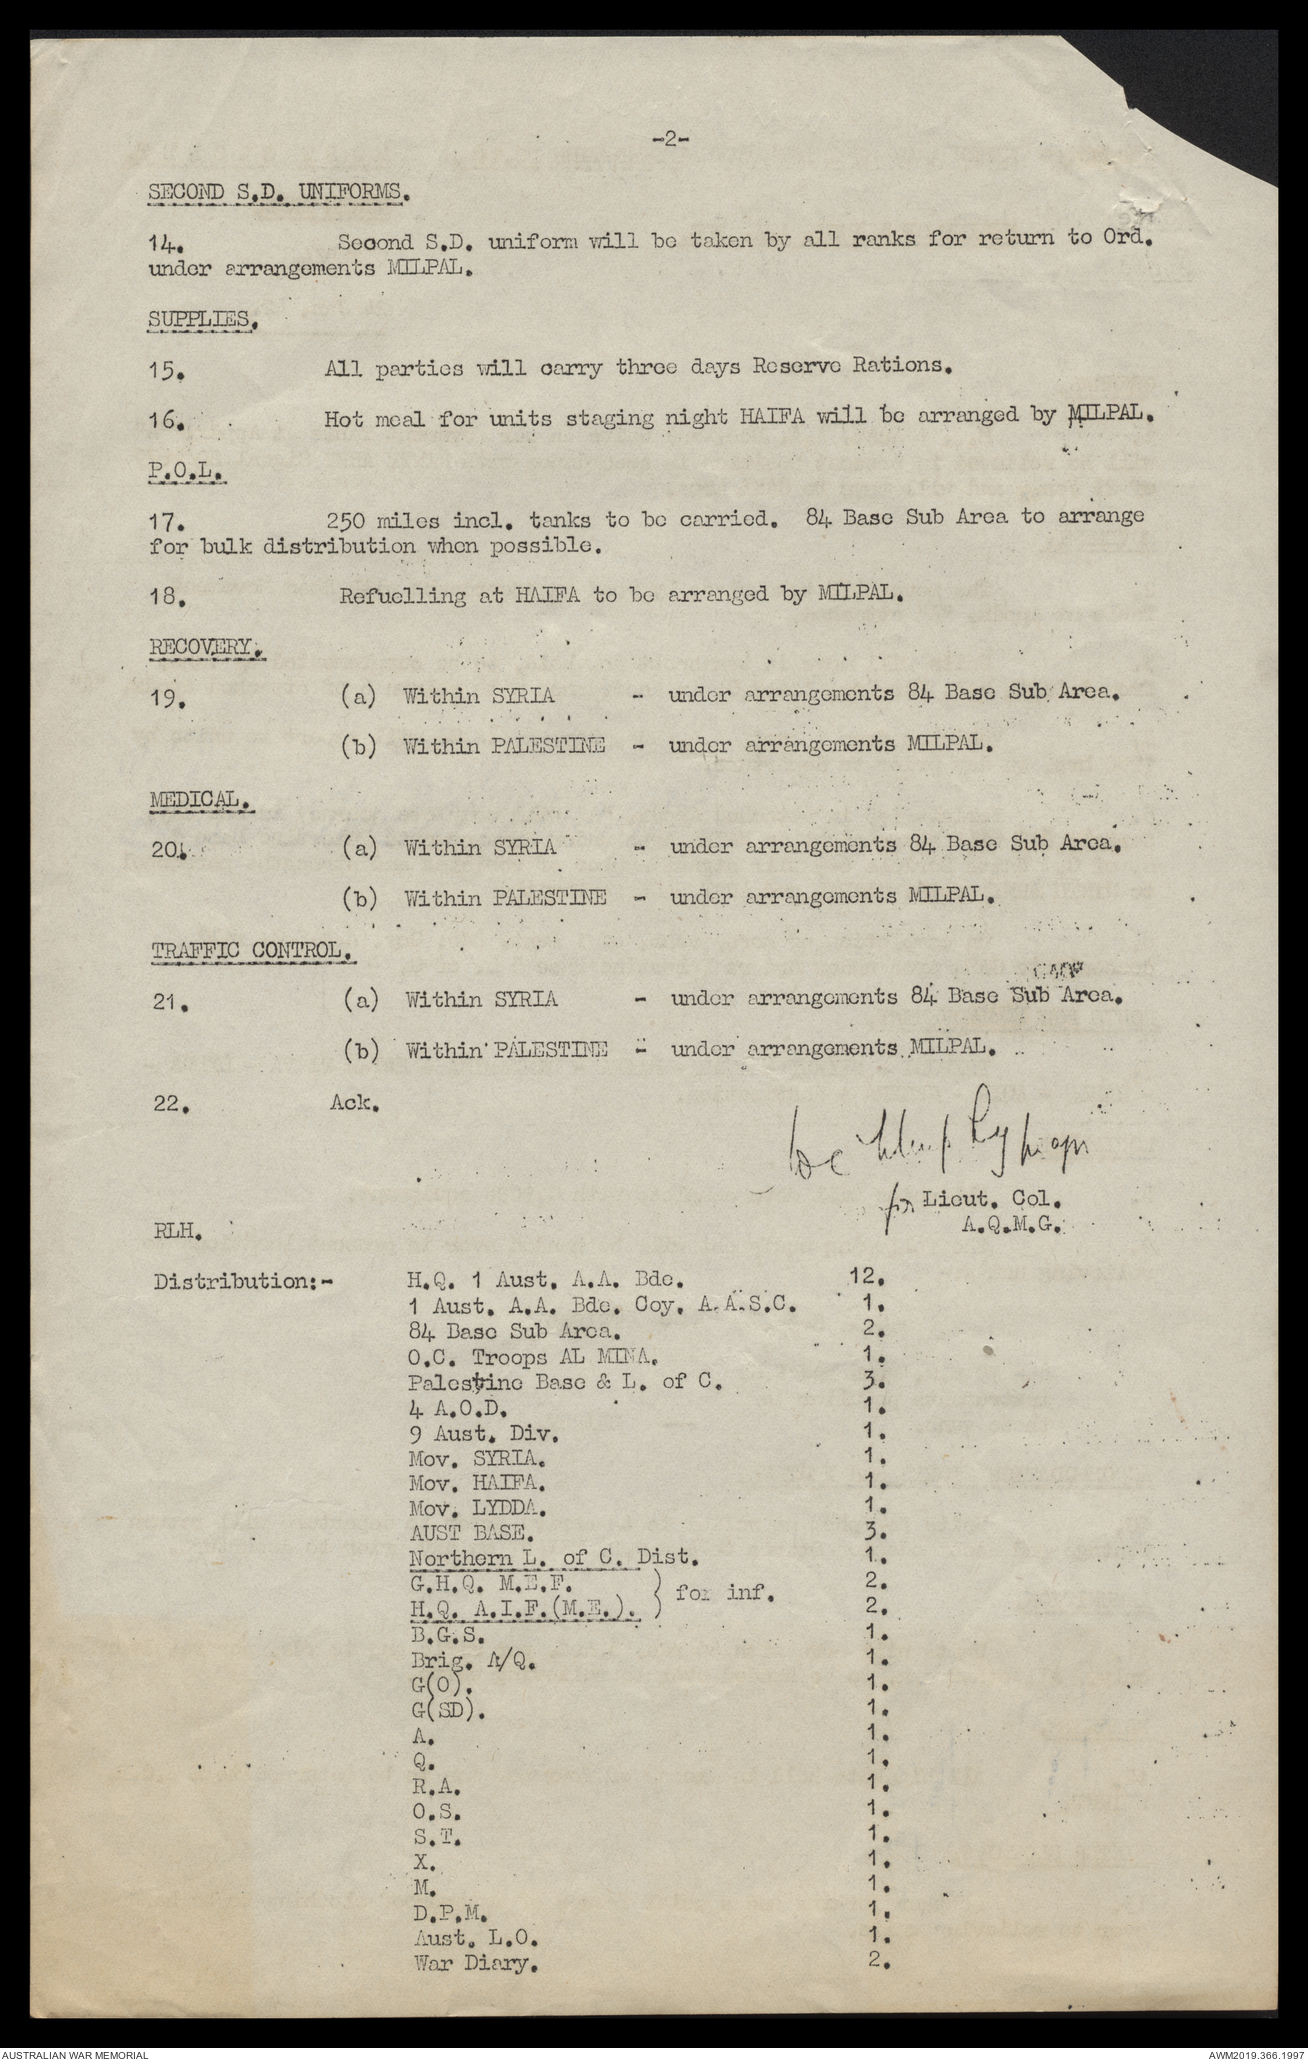 -2-
SECOND S.D. UNIFORMS.
14. Second S.D. uniform will be taken by all ranks for return to Ord.
under arrangements MILPAL.
SUPPLIES.
15. All parties will carry three days Reserve Rations.
16. Hot meal for units staging night HAIFA will be arranged by MILPAL.
P.O.L.
17. 250 miles incl. tanks to be carried. 84 Base Sub Area to arrange
for bulk distribution when possible.
18. Refuelling at HAIFA to be arranged by MILPAL.
RECOVERY.
19. (a) Within SYRIA - under arrangements 84 Base Sub Area.
(b) Within PALESTINE - under arrangements MILPAL.
MEDICAL.
20. (a) Within SYRIA - under arrangements 84 Base Sub Area.
(b) Within PALESTINE - under arrangements MILPAL.
TRAFFIC CONTROL.
21. (a) Within SYRIA - under arrangements 84 Base Sub Area.
(b) Within PALESTINE - under arrangements MILPAL.
22. Ack.
for Lieut. Col.
A.Q.M.G.
RLH.
Distribution:- H.Q. 1 Aust. A.A. Bde. 12.
1 Aust. A.A. Bde. Coy. A.A.S.C. 1.
84 Base Sub Area. 2.
O.C. Troops AL MINA. 1.
Palestine Base & L. of C. 3.
4 A.O.D. 1.
9 Aust. Div. 1.
Mov. SYRIA. 1.
Mov. HAIFA. 1.
Mov. LYDDA. 1.
AUST BASE. 3.
Northern L. of C. Dist. 1.
G.H.Q. M.E.F. ) for inf. 2.
H.Q. A.I.F.(M.E.). ) 2.
B.G.S. 1.
Brig. A/Q. 1.
G(O). 1.
G(SD). 1.
A. 1.
Q. 1.
R.A. 1.
O.S. 1.
S.T. 1.
X. 1.
M. 1.
D.P.M. 1.
Aust. L.O. 1.
War Diary. 2.
AUSTRALIAN WAR MEMORIAL
AWM2019.366.1997